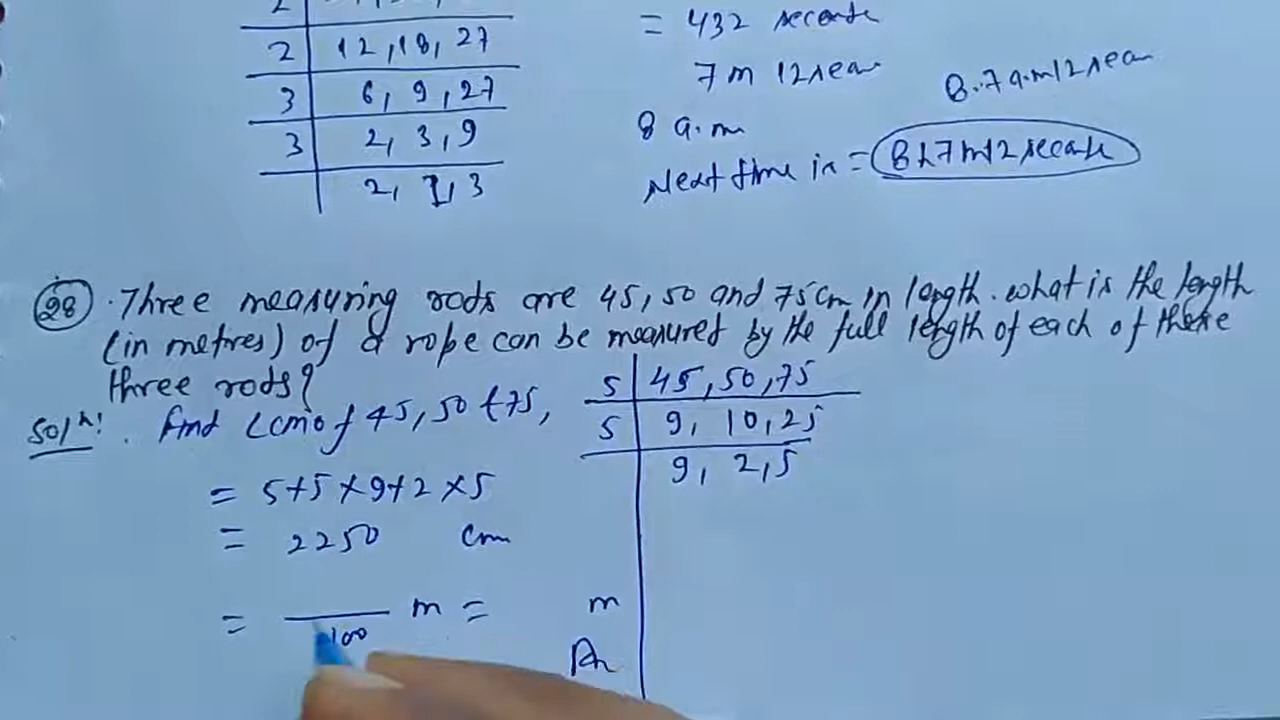 2 | 12, 18, 27
3 | 6, 9, 27
3 | 2, 3, 9
2, 1, 3
= 432
7 m 12
8 a.m
8.7 a.m 12
Next time is = 8 h 7 m 12
28. Three measuring rods are 45, 50 and 75 cm in length. what is the length
(in metres) of a rope can be measured by the full length of each of these
three rods?
Soln: Find Lcm of 45, 50 & 75,
5 | 45, 50, 75
5 | 9, 10, 25
9, 2, 5
= 5 × 5 × 9 × 2 × 5
= 2250 cm
= /100 m = m